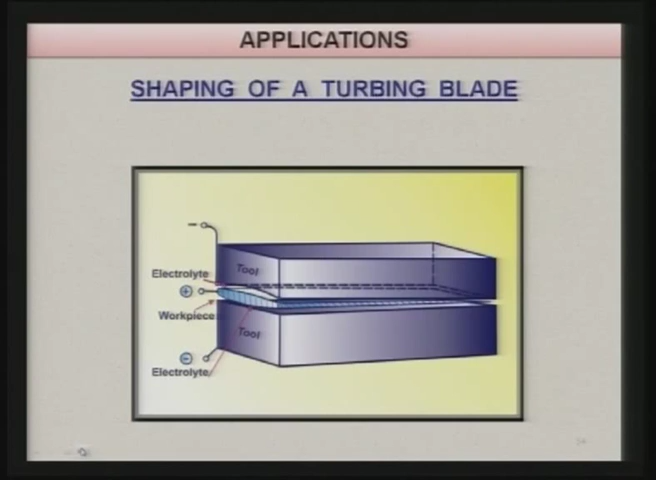 APPLICATIONS
SHAPING OF A TURBING BLADE
−
Tool
Electrolyte
+
Workpiece
Tool
−
Electrolyte